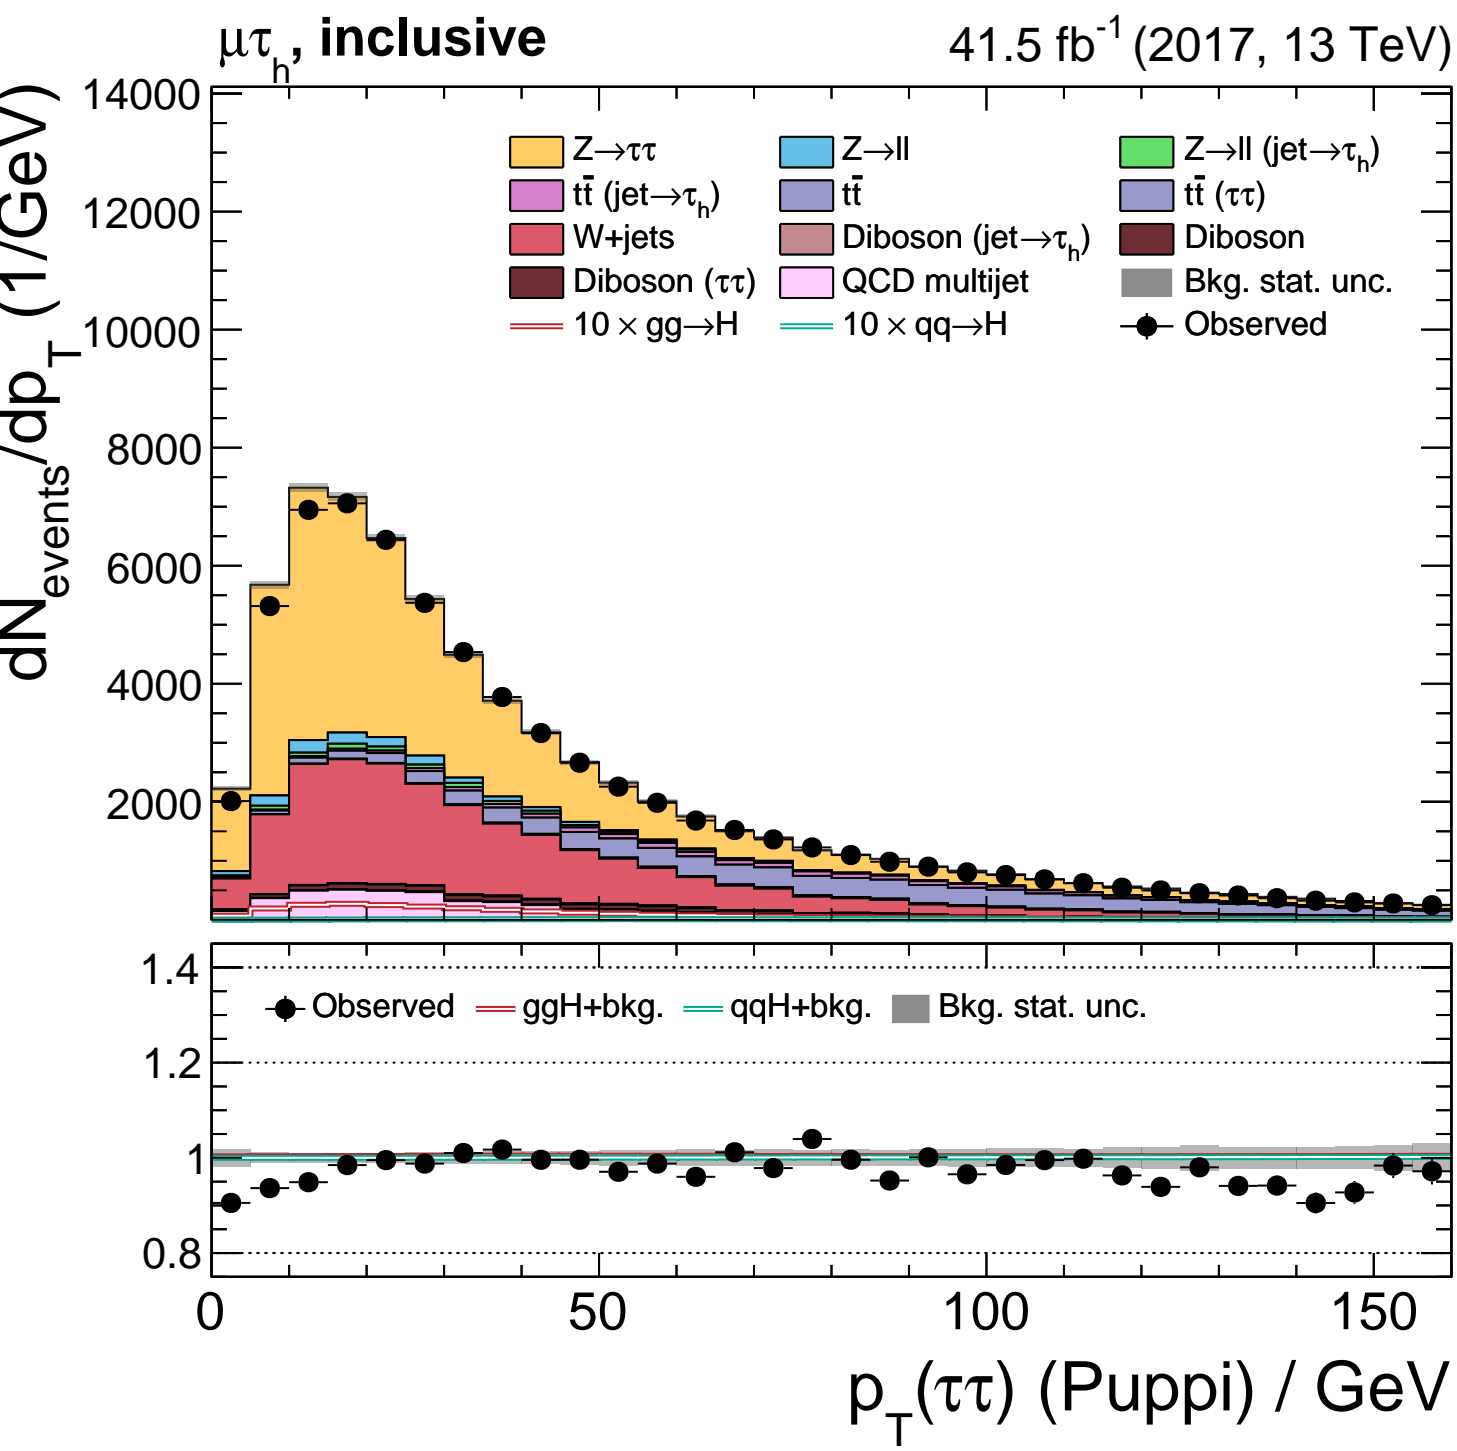 μτh, inclusive
41.5 fb-1 (2017, 13 TeV)
dNevents/dpT (1/GeV)
14000
12000
10000
8000
6000
4000
2000
Z→ττ Z→ll Z→ll (jet→τh)
tt̄ (jet→τh) tt̄ tt̄ (ττ)
W+jets Diboson (jet→τh) Diboson
Diboson (ττ) QCD multijet Bkg. stat. unc.
10 × gg→H 10 × qq→H Observed
1.4
1.2
1
0.8
Observed ggH+bkg. qqH+bkg. Bkg. stat. unc.
0 50 100 150
pT(ττ) (Puppi) / GeV